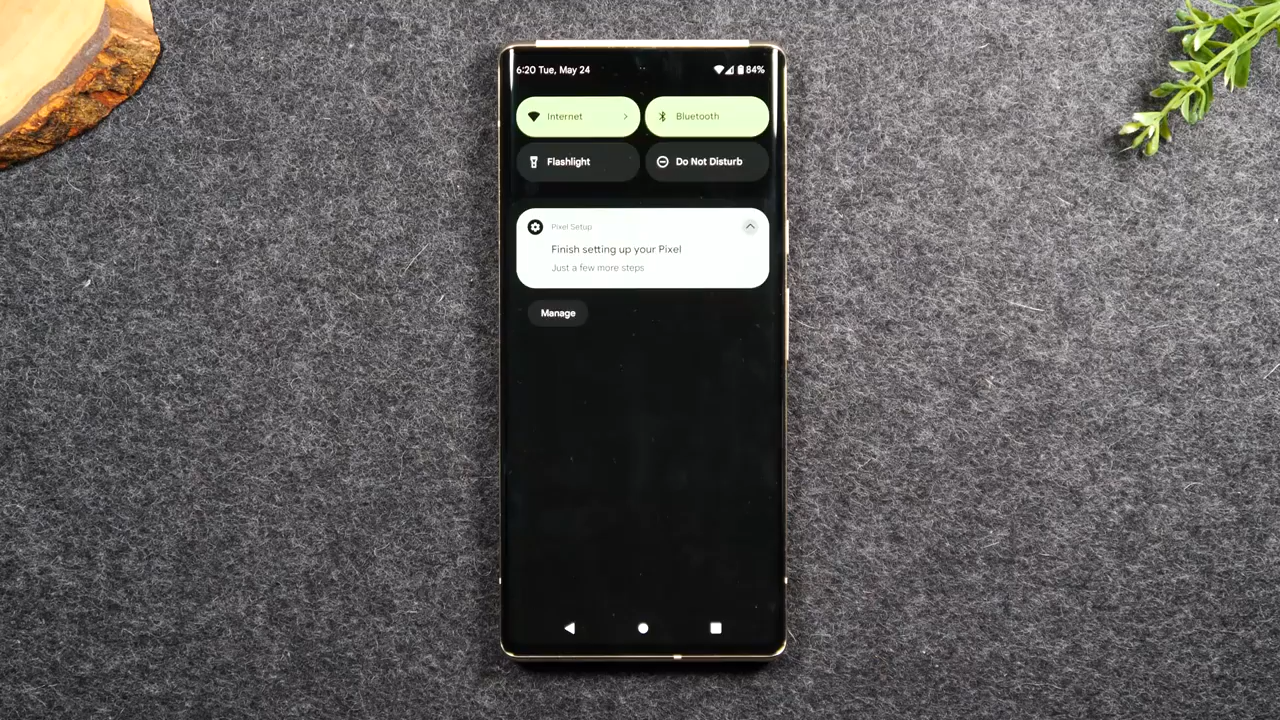 6:20 Tue, May 24 84%
Internet Bluetooth
Flashlight Do Not Disturb
Pixel Setup
Finish setting up your Pixel
Just a few more steps
Manage